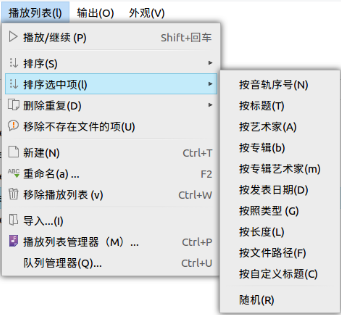 播放列表(l) 输出(O) 外观(V)
播放/继续 (P) Shift+回车
排序(S)
排序选中项(l)
删除重复(D)
移除不存在文件的项(U)
新建(N) Ctrl+T
重命名(a) ... F2
移除播放列表 (v) Ctrl+W
导入...(I)
播放列表管理器（M）... Ctrl+P
队列管理器(Q)... Ctrl+U
按音轨序号(N)
按标题(T)
按艺术家(A)
按专辑(b)
按专辑艺术家(m)
按发表日期(D)
按照类型 (G)
按长度(L)
按文件路径(F)
按自定义标题(C)
随机(R)